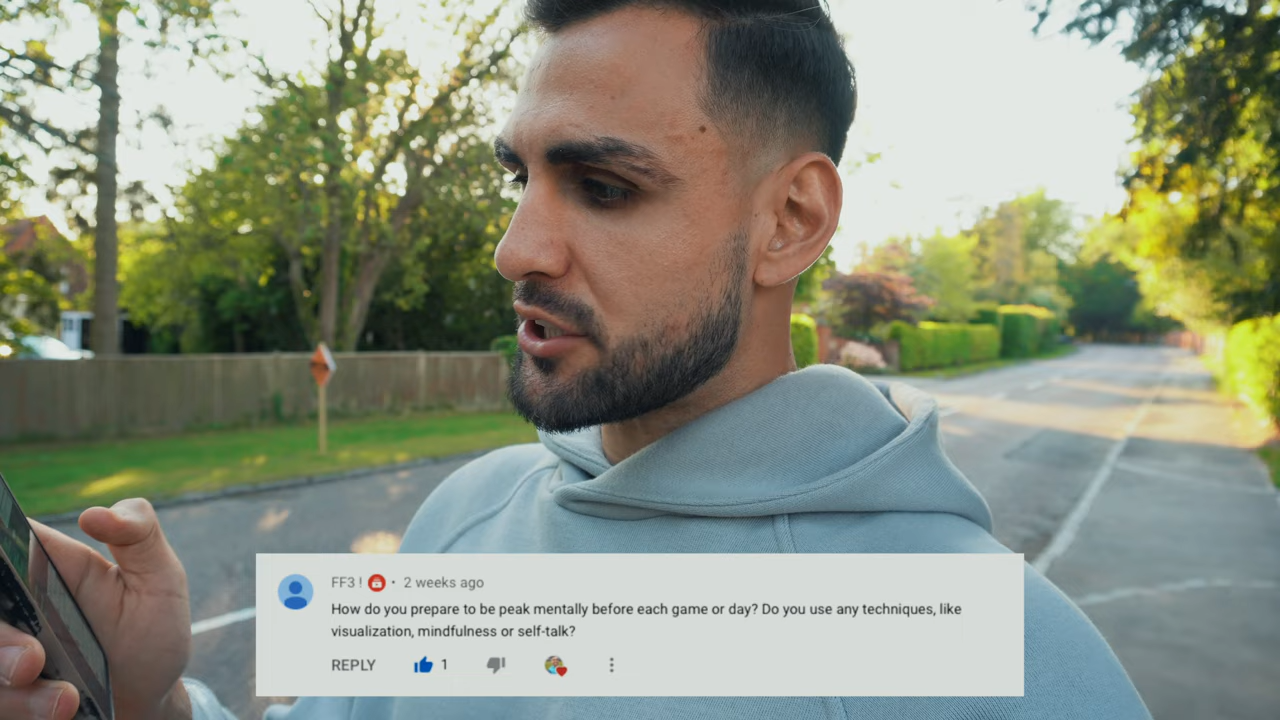 FF3 ! • 2 weeks ago
How do you prepare to be peak mentally before each game or day? Do you use any techniques, like
visualization, mindfulness or self-talk?
REPLY 1